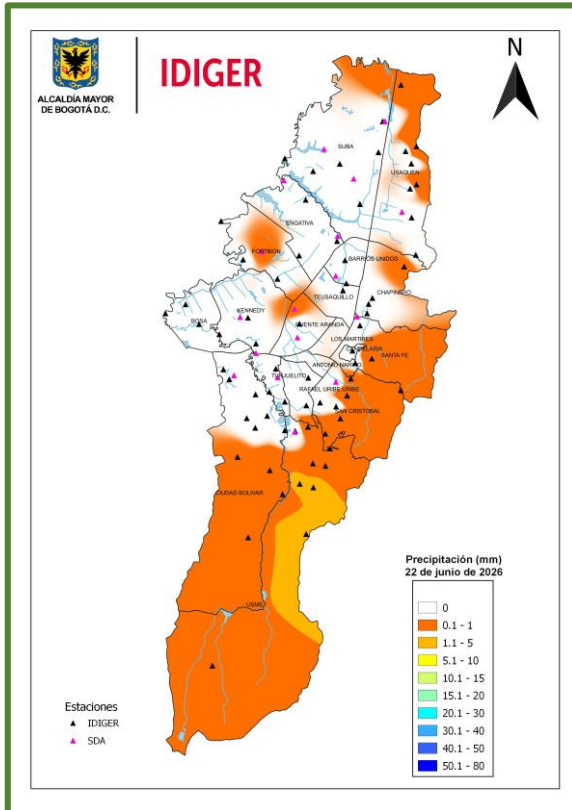 ALCALDÍA MAYOR
DE BOGOTÁ D.C.
IDIGER
N
SUBA
USAQUEN
ENGATIVA
FONTIBON
BARRIOS UNIDOS
TEUSAQUILLO
CHAPINERO
KENNEDY
BOSA
PUENTE ARANDA
LOS MARTIRES
CANDELARIA
SANTA FE
ANTONIO NARIÑO
TUNJUELITO
RAFAEL URIBE URIBE
SAN CRISTOBAL
CIUDAD BOLIVAR
USME
Precipitación (mm)
22 de junio de 2026
0
0.1 - 1
1.1 - 5
5.1 - 10
10.1 - 15
15.1 - 20
20.1 - 30
30.1 - 40
40.1 - 50
50.1 - 80
Estaciones
IDIGER
SDA